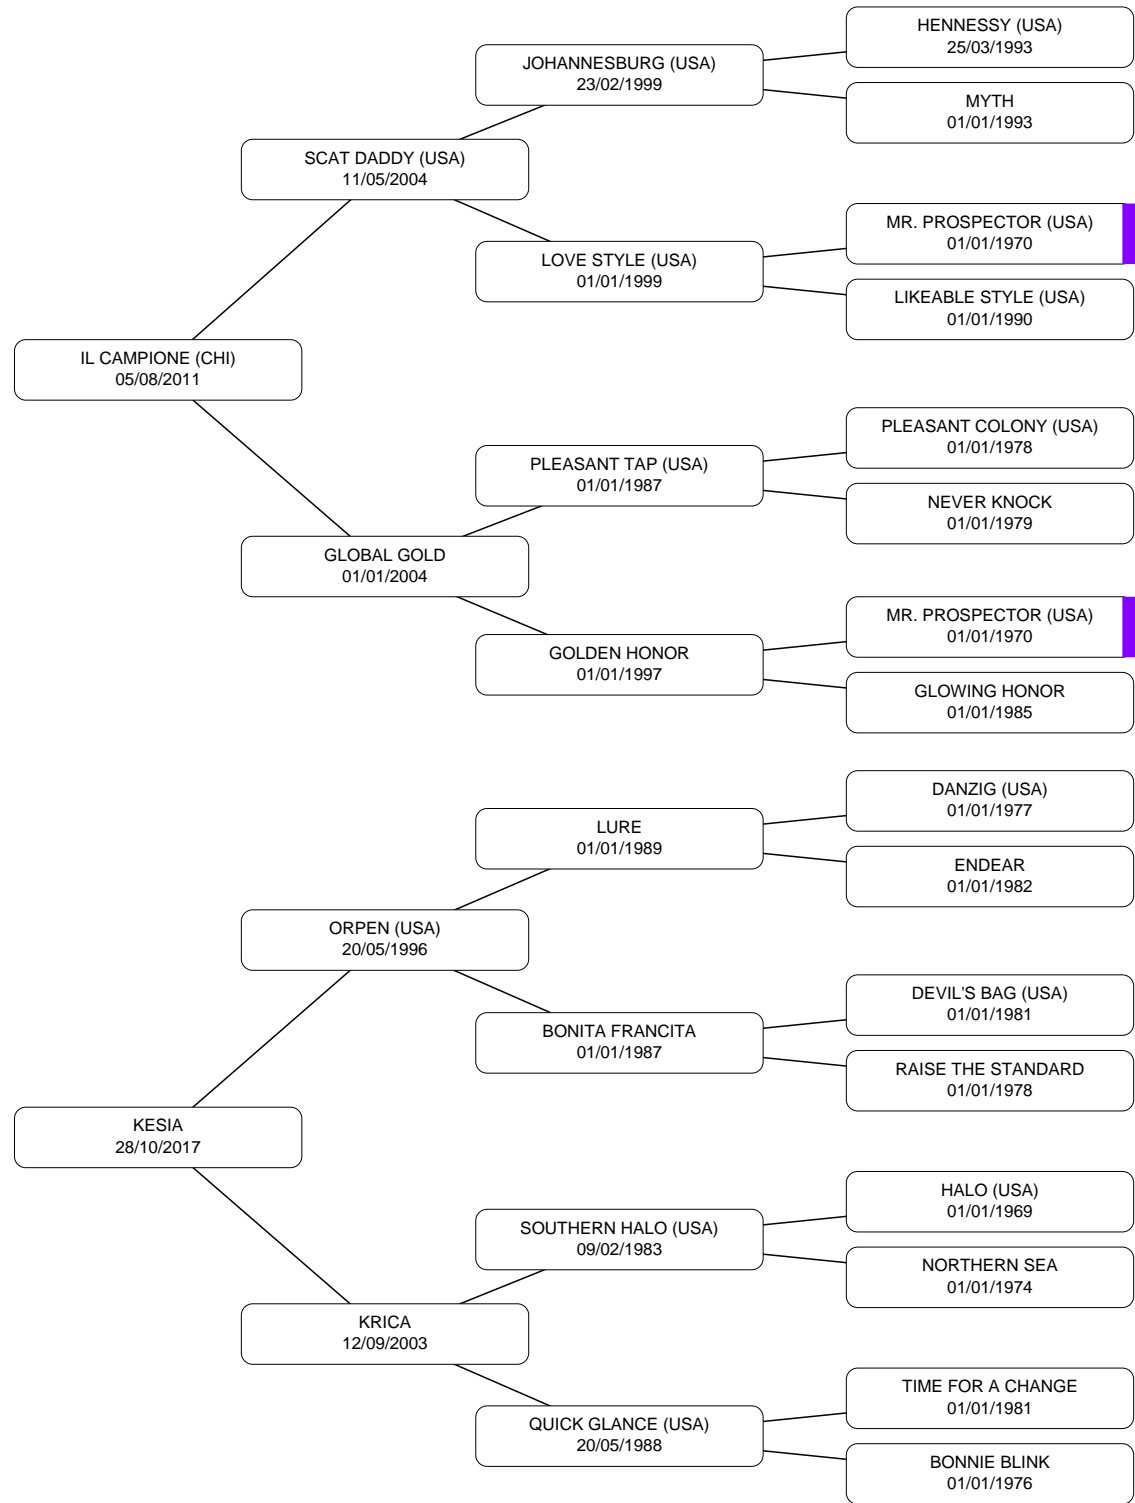 HENNESSY (USA)
25/03/1993
JOHANNESBURG (USA)
23/02/1999
MYTH
01/01/1993
SCAT DADDY (USA)
11/05/2004
MR. PROSPECTOR (USA)
01/01/1970
LOVE STYLE (USA)
01/01/1999
LIKEABLE STYLE (USA)
01/01/1990
IL CAMPIONE (CHI)
05/08/2011
PLEASANT COLONY (USA)
01/01/1978
PLEASANT TAP (USA)
01/01/1987
NEVER KNOCK
01/01/1979
GLOBAL GOLD
01/01/2004
MR. PROSPECTOR (USA)
01/01/1970
GOLDEN HONOR
01/01/1997
GLOWING HONOR
01/01/1985
DANZIG (USA)
01/01/1977
LURE
01/01/1989
ENDEAR
01/01/1982
ORPEN (USA)
20/05/1996
DEVIL'S BAG (USA)
01/01/1981
BONITA FRANCITA
01/01/1987
RAISE THE STANDARD
01/01/1978
KESIA
28/10/2017
HALO (USA)
01/01/1969
SOUTHERN HALO (USA)
09/02/1983
NORTHERN SEA
01/01/1974
KRICA
12/09/2003
TIME FOR A CHANGE
01/01/1981
QUICK GLANCE (USA)
20/05/1988
BONNIE BLINK
01/01/1976